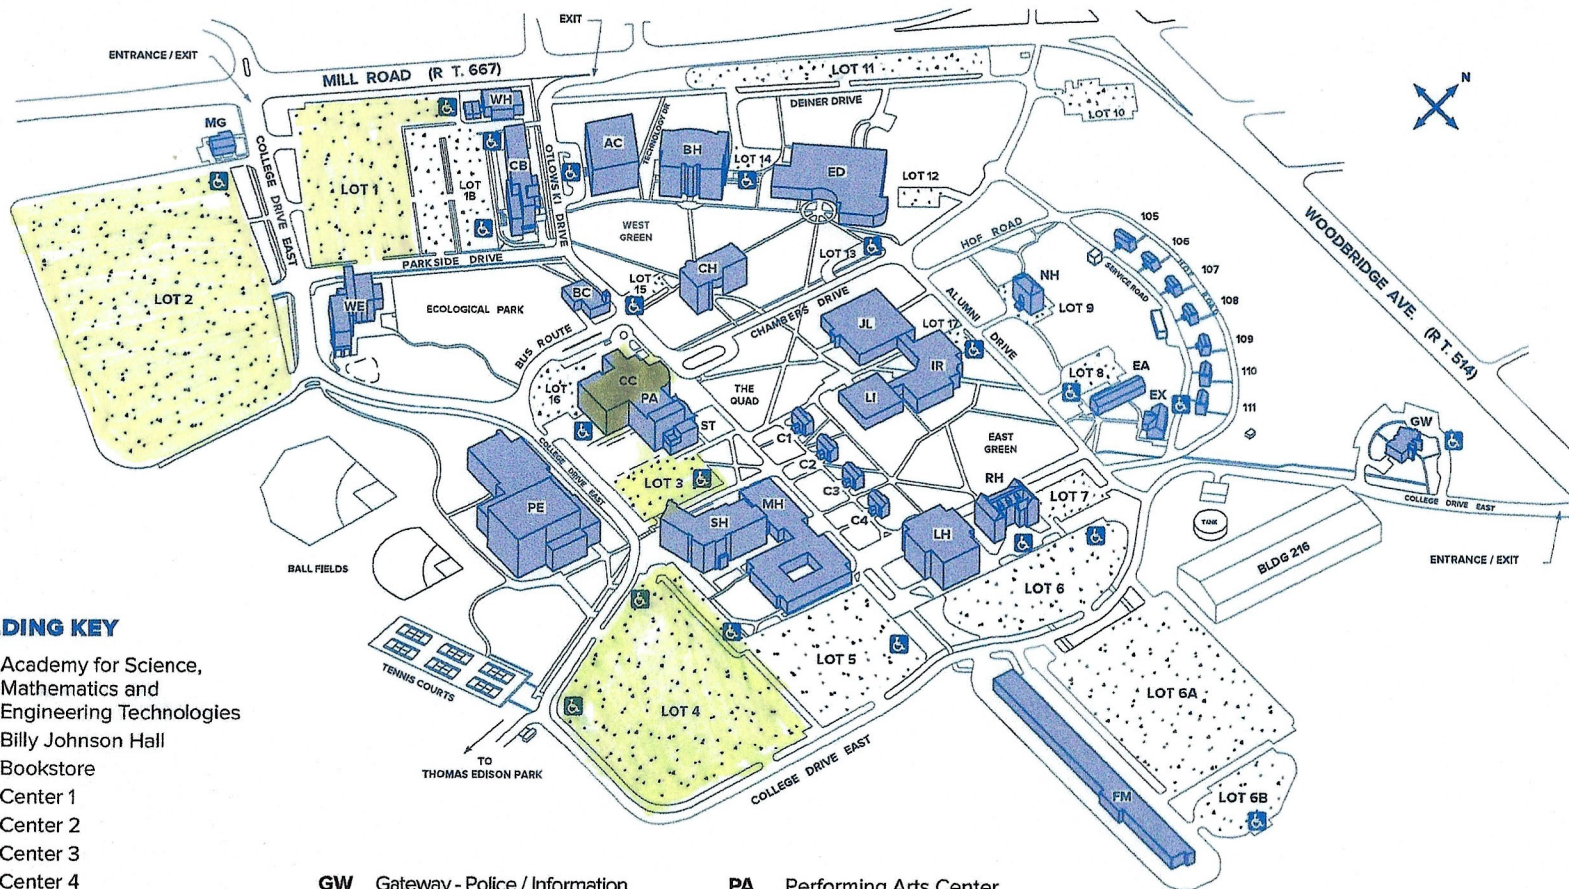 EXIT
ENTRANCE / EXIT
MILL ROAD (R T. 667)
LOT 11
N
DEINER DRIVE
WH
LOT 10
MG
TECHNOLOGY DR
AC
BH
LOT 14
ED
CB
COLLEGE DRIVE EAST
LOT 1
LOT
1B
OTLOWSKI DRIVE
LOT 12
WOODBRIDGE AVE. (R T. 514)
WEST
GREEN
HOF ROAD
105
106
107
108
109
110
111
SERVICE ROAD
LOT 13
PARKSIDE DRIVE
CH
LOT
15
NH
LOT 9
LOT 2
WE
ECOLOGICAL PARK
BC
CHAMBERS DRIVE
ALUMNI DRIVE
JL
LOT 17
BUS ROUTE
IR
LOT 8
EA
EX
CC
LOT
16
PA
THE
QUAD
LI
ST
GW
C1
C2
C3
C4
EAST
GREEN
COLLEGE DRIVE EAST
LOT 3
RH
LOT 7
COLLEGE DRIVE EAST
PE
SH
MH
LH
TANK
BLDG 216
ENTRANCE / EXIT
BALL FIELDS
LOT 6
DING KEY
TENNIS COURTS
LOT 5
LOT 6A
LOT 4
TO
THOMAS EDISON PARK
COLLEGE DRIVE EAST
FM
LOT 6B
Academy for Science,
Mathematics and
Engineering Technologies
Billy Johnson Hall
Bookstore
Center 1
Center 2
Center 3
Center 4
GW Gateway - Police / Information
PA Performing Arts Center